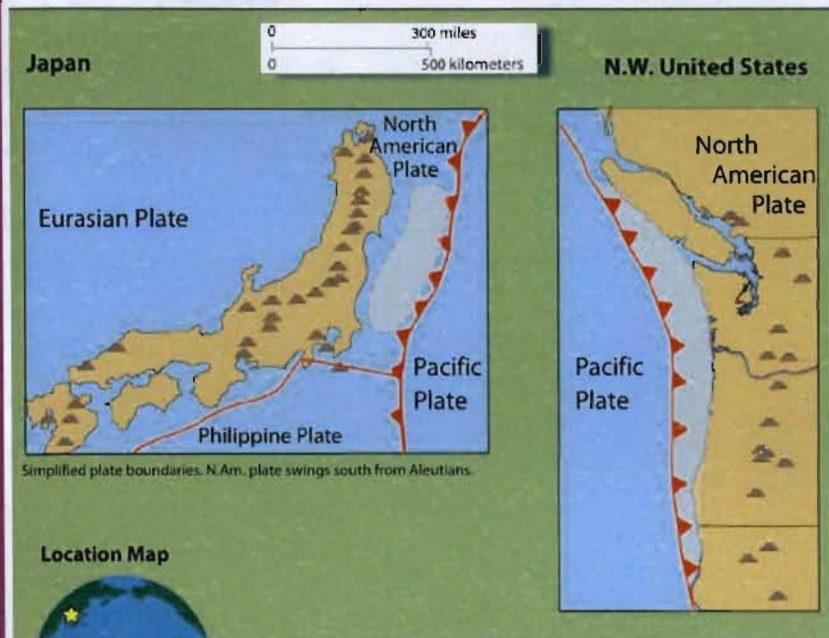 0 300 miles
0 500 kilometers
Japan
N.W. United States
North
American
Plate
Eurasian Plate
Pacific
Plate
Philippine Plate
Simplified plate boundaries. N.Am. plate swings south from Aleutians.
North
American
Plate
Pacific
Plate
Location Map